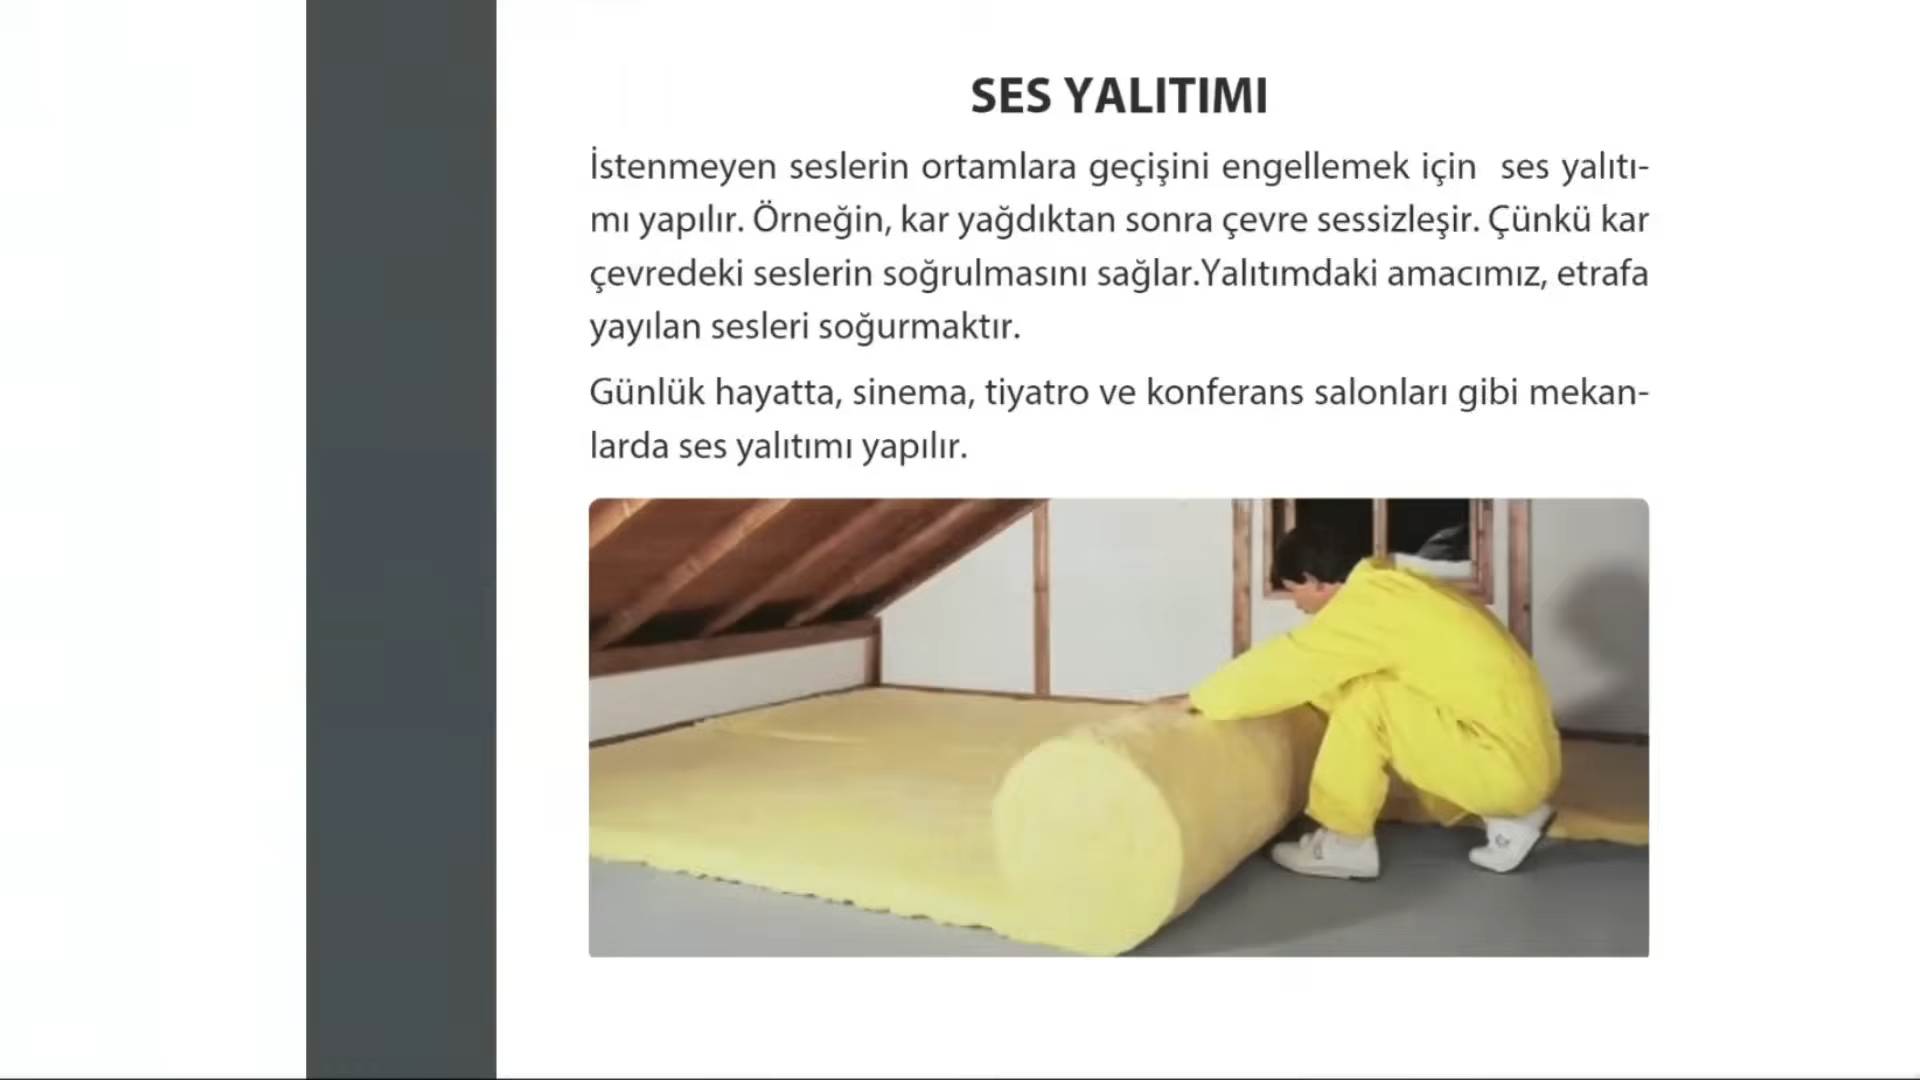 SES YALITIMI
İstenmeyen seslerin ortamlara geçişini engellemek için ses yalıtı-
mı yapılır. Örneğin, kar yağdıktan sonra çevre sessizleşir. Çünkü kar
çevredeki seslerin soğrulmasını sağlar.Yalıtımdaki amacımız, etrafa
yayılan sesleri soğurmaktır.
Günlük hayatta, sinema, tiyatro ve konferans salonları gibi mekan-
larda ses yalıtımı yapılır.